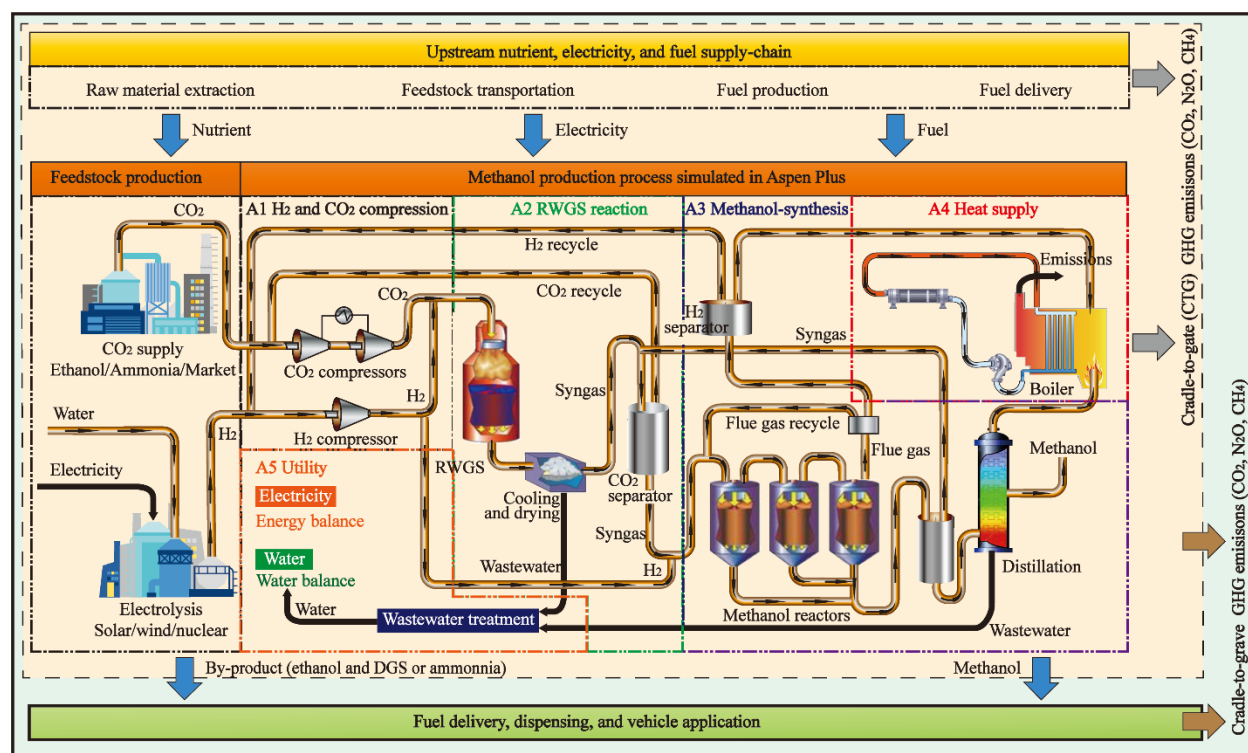 Upstream nutrient, electricity, and fuel supply-chain
Raw material extraction
Feedstock transportation
Fuel production
Fuel delivery
Nutrient
Electricity
Fuel
Feedstock production
Methanol production process simulated in Aspen Plus
CO₂
A1 H₂ and CO₂ compression
A2 RWGS reaction
A3 Methanol-synthesis
A4 Heat supply
H₂ recycle
CO₂ recycle
CO₂
Emissions
H₂
separator
Syngas
CO₂ supply
Ethanol/Ammonia/Market
CO₂ compressors
Syngas
Boiler
Water
H₂
H₂ compressor
H₂
Flue gas recycle
Flue gas
Methanol
Electricity
A5 Utility
Electricity
Energy balance
RWGS
Cooling
and drying
CO₂
separator
Syngas
Water
Water balance
Wastewater
H₂
Distillation
Electrolysis
Solar/wind/nuclear
Water
Wastewater treatment
Methanol reactors
Wastewater
By-product (ethanol and DGS or ammonnia)
Methanol
Fuel delivery, dispensing, and vehicle application
Cradle-to-gate (CTG) GHG emisisons (CO₂, N2O, CH4)
Cradle-to-grave GHG emisisons (CO₂, N₂O, CH₄)